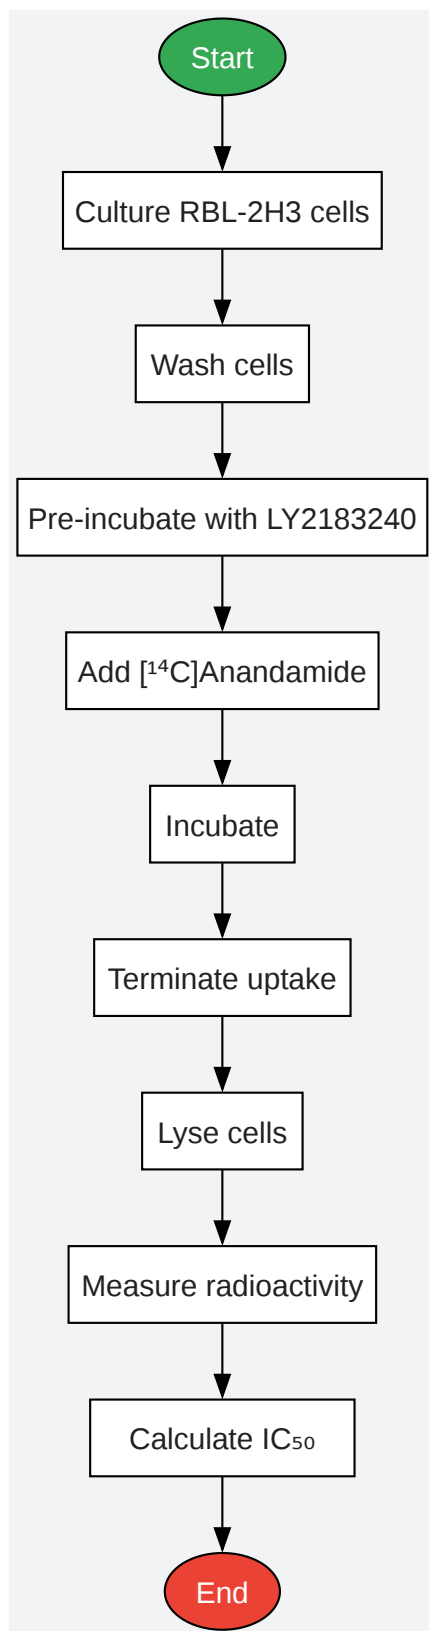 Start
Culture RBL-2H3 cells
Wash cells
Pre-incubate with LY2183240
Add [¹⁴C]Anandamide
Incubate
Terminate uptake
Lyse cells
Measure radioactivity
Calculate IC₅₀
End